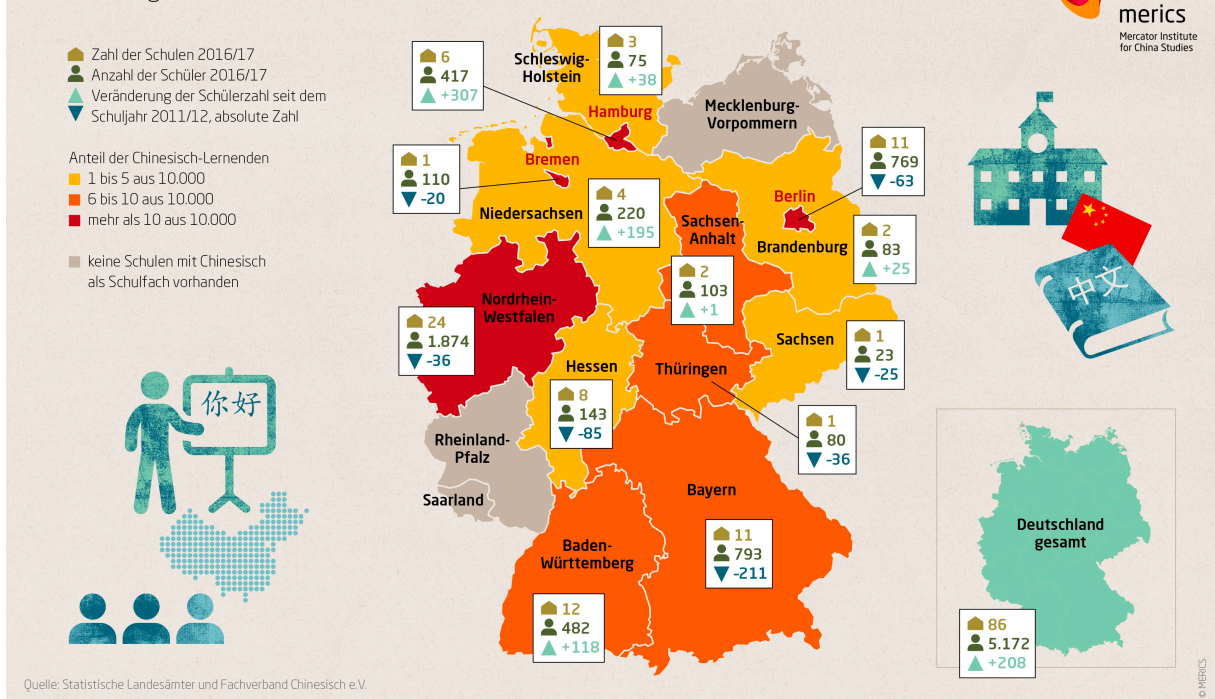 merics
Mercator Institute
for China Studies
Zahl der Schulen 2016/17
Anzahl der Schüler 2016/17
Veränderung der Schülerzahl seit dem
Schuljahr 2011/12, absolute Zahl
Anteil der Chinesisch-Lernenden
1 bis 5 aus 10.000
6 bis 10 aus 10.000
mehr als 10 aus 10.000
keine Schulen mit Chinesisch
als Schulfach vorhanden
Schleswig-
Holstein
3
75
+38
6
417
+307
Hamburg
Mecklenburg-
Vorpommern
Bremen
1
110
-20
Niedersachsen
4
220
+195
Sachsen-
Anhalt
2
103
+1
Berlin
11
769
-63
Brandenburg
2
83
+25
Nordrhein-
Westfalen
24
1.874
-36
Hessen
8
143
-85
Thüringen
1
80
-36
Sachsen
1
23
-25
Rheinland-
Pfalz
Saarland
Bayern
11
793
-211
Baden-
Württemberg
12
482
+118
Deutschland
gesamt
86
5.172
+208
中文
你好
Quelle: Statistische Landesämter und Fachverband Chinesisch e.V.
© MERICS